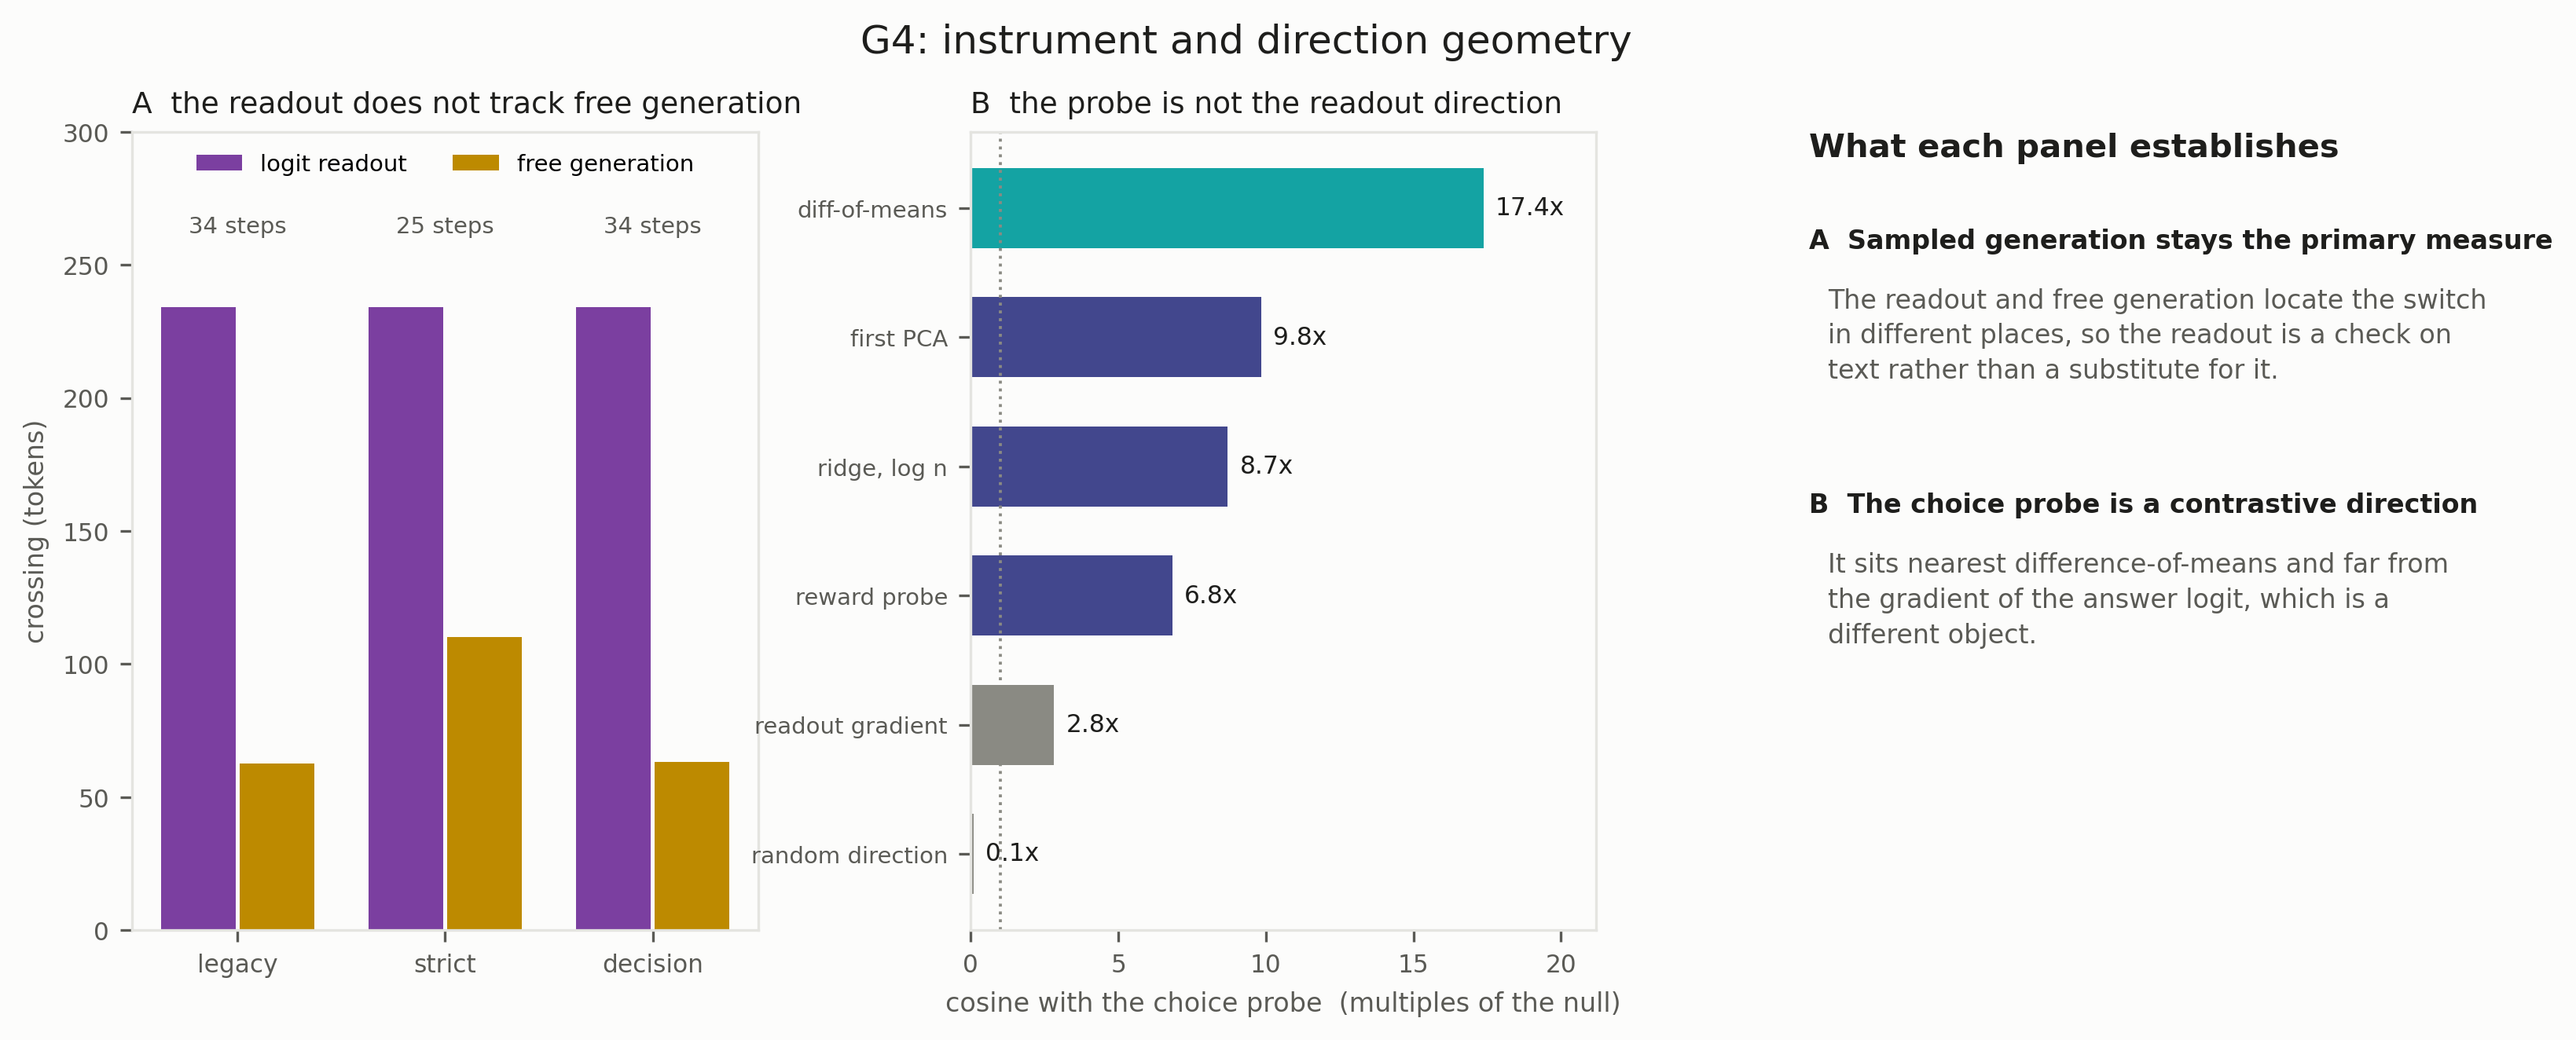 G4: instrument and direction geometry
A  the readout does not track free generation
300
250
200
150
100
50
0
crossing (tokens)
logit readout
free generation
34 steps
25 steps
34 steps
legacy
strict
decision
B  the probe is not the readout direction
diff-of-means
17.4x
first PCA
9.8x
ridge, log n
8.7x
reward probe
6.8x
readout gradient
2.8x
random direction
0.1x
0
5
10
15
20
cosine with the choice probe  (multiples of the null)
What each panel establishes
A  Sampled generation stays the primary measure
The readout and free generation locate the switch
in different places, so the readout is a check on
text rather than a substitute for it.
B  The choice probe is a contrastive direction
It sits nearest difference-of-means and far from
the gradient of the answer logit, which is a
different object.